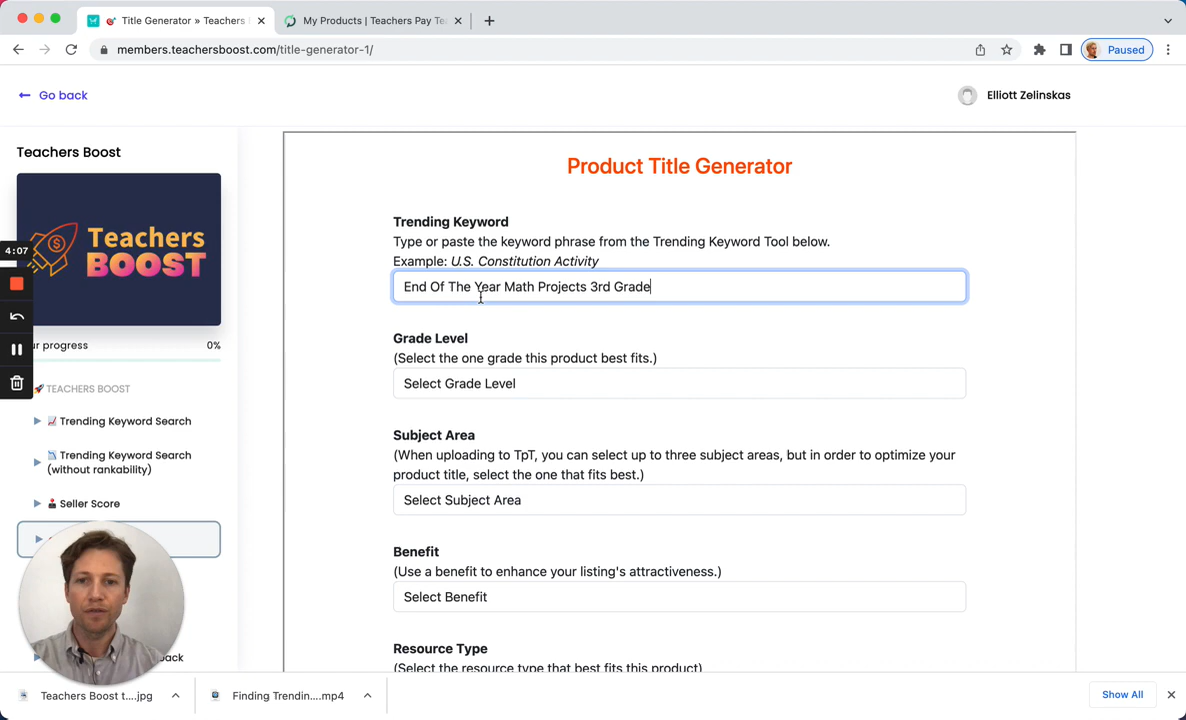 Title Generator » Teachers
My Products | Teachers Pay Te
members.teachersboost.com/title-generator-1/
Paused
Go back
Elliott Zelinskas
Teachers Boost
Teachers
BOOST
4:07
ur progress
0%
TEACHERS BOOST
Trending Keyword Search
Trending Keyword Search
(without rankability)
Seller Score
ack
Product Title Generator
Trending Keyword
Type or paste the keyword phrase from the Trending Keyword Tool below.
Example: U.S. Constitution Activity
End Of The Year Math Projects 3rd Grade
Grade Level
(Select the one grade this product best fits.)
Select Grade Level
Subject Area
(When uploading to TpT, you can select up to three subject areas, but in order to optimize your
product title, select the one that fits best.)
Select Subject Area
Benefit
(Use a benefit to enhance your listing's attractiveness.)
Select Benefit
Resource Type
(Select the resource type that best fits this product)
Teachers Boost t....jpg
Finding Trendin....mp4
Show All